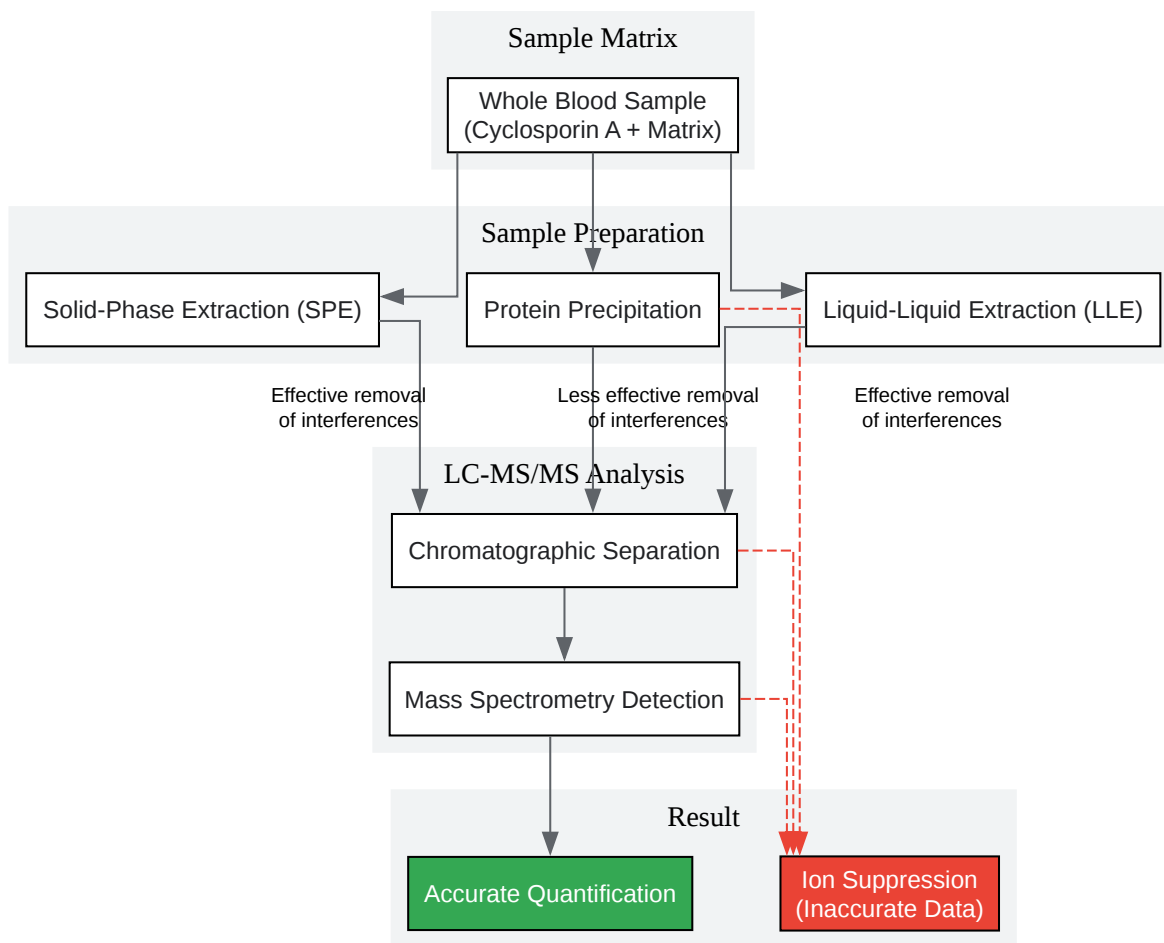 Sample Matrix
Whole Blood Sample
(Cyclosporin A + Matrix)
Sample Preparation
Solid-Phase Extraction (SPE)
Protein Precipitation
Liquid-Liquid Extraction (LLE)
Effective removal
of interferences
Less effective removal
of interferences
Effective removal
of interferences
LC-MS/MS Analysis
Chromatographic Separation
Mass Spectrometry Detection
Result
Accurate Quantification
Ion Suppression
(Inaccurate Data)